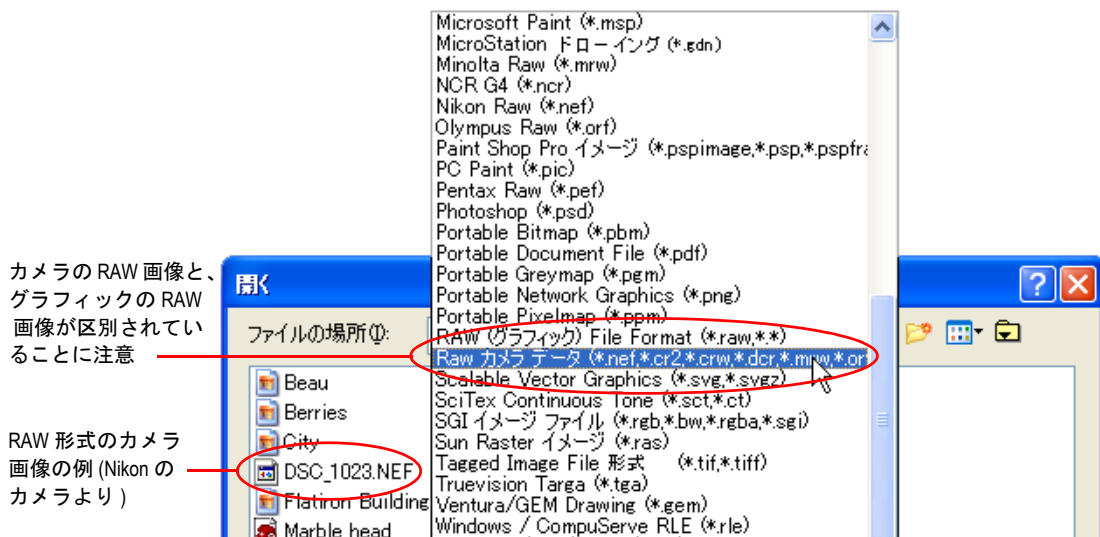 Microsoft Paint (*.msp)
MicroStation ドローイング (*.gdn)
Minolta Raw (*.mrw)
NCR G4 (*.ncr)
Nikon Raw (*.nef)
Olympus Raw (*.orf)
Paint Shop Pro イメージ (*.pspimage,*.psp,*.pspfra
PC Paint (*.pic)
Pentax Raw (*.pef)
Photoshop (*.psd)
Portable Bitmap (*.pbm)
Portable Document File (*.pdf)
Portable Greymap (*.pgm)
Portable Network Graphics (*.png)
Portable Pixelmap (*.ppm)
RAW (グラフィック) File Format (*.raw,*.*)
Raw カメラ データ (*.nef,*.cr2,*.crw,*.dcr,*.mrw,*.or
Scalable Vector Graphics (*.svg,*.svgz)
SciTex Continuous Tone (*.sct,*.ct)
SGI イメージ ファイル (*.rgb,*.bw,*.rgba,*.sgi)
Sun Raster イメージ (*.ras)
Tagged Image File 形式 (*.tif,*.tiff)
Truevision Targa (*.tga)
Ventura/GEM Drawing (*.gem)
Windows / CompuServe RLE (*.rle)
カメラの RAW 画像と、
グラフィックの RAW
画像が区別されてい
ることに注意
開く
ファイルの場所(I):
Beau
Berries
City
DSC_1023.NEF
Flatiron Building
Marble head
RAW 形式のカメラ
画像の例 (Nikon の
カメラより )